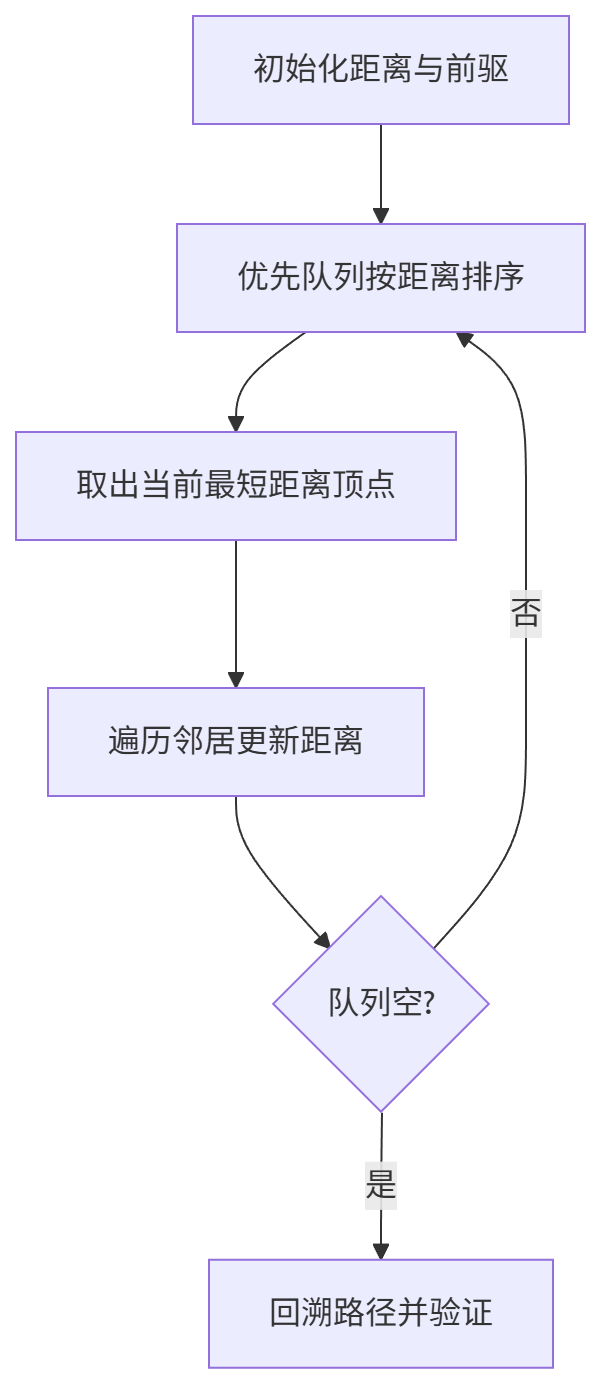 初始化距离与前驱
优先队列按距离排序
取出当前最短距离顶点
否
遍历邻居更新距离
队列空?
是
回溯路径并验证